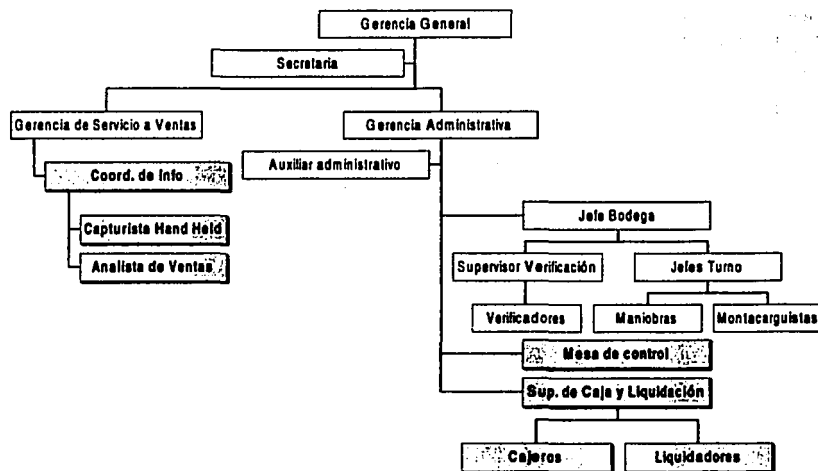 Gerencia General
Secretaria
Gerencia de Servicio a Ventas
Gerencia Administrativa
Auxiliar administrativo
Coord. de Info
Capturista Hand Held
Analista de Ventas
Jefe Bodega
Supervisor Verificación
Jefes Turno
Verificadores
Maniobras
Montacarguistas
Mesa de control
Sup. de Caja y Liquidación
Cajeros
Liquidadores